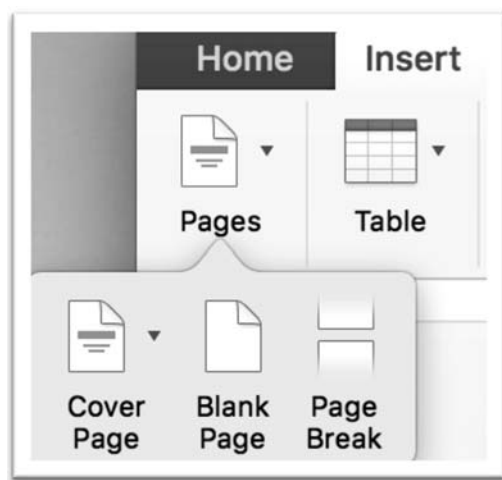 Home Insert
Pages Table
Cover Blank Page
Page Page Break